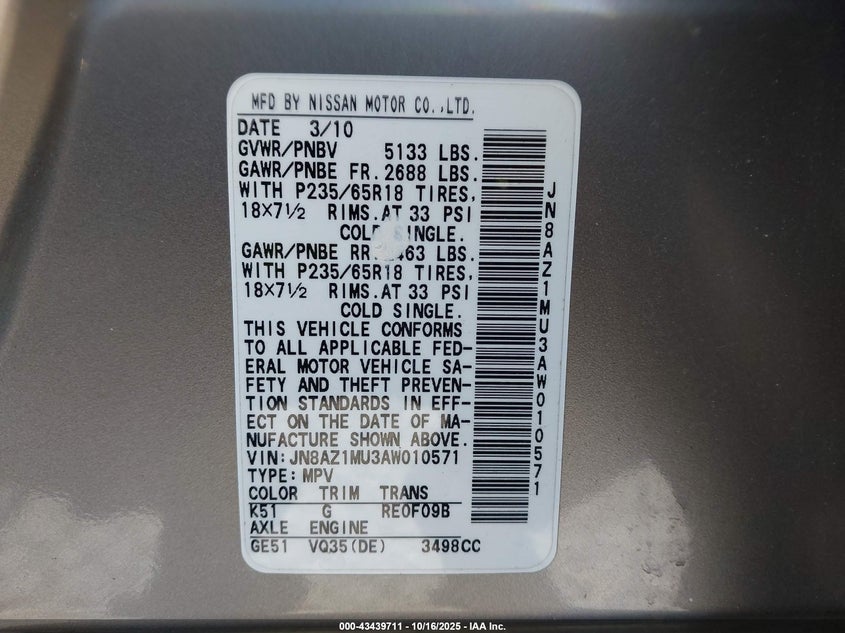 MFD BY NISSAN MOTOR CO.,LTD.
DATE 3/10
GVWR/PNBV 5133 LBS.
GAWR/PNBE FR. 2688 LBS.
WITH P235/65R18 TIRES,
18X7½ RIMS.AT 33 PSI
COLD SINGLE.
GAWR/PNBE RR. LBS.
WITH P235/65R18 TIRES,
18X7½ RIMS.AT 33 PSI
COLD SINGLE.
THIS VEHICLE CONFORMS
TO ALL APPLICABLE FED-
ERAL MOTOR VEHICLE SA-
FETY AND THEFT PREVEN-
TION STANDARDS IN EFF-
ECT ON THE DATE OF MA-
NUFACTURE SHOWN ABOVE.
VIN:JN8AZ1MU3AW010571
TYPE:MPV
COLOR TRIM TRANS
K51 G RE0F09B
AXLE ENGINE
GE51 VQ35(DE) 3498CC
JN8AZ1MU3AW010571
000-43439711 - 10/16/2025 - IAA Inc.